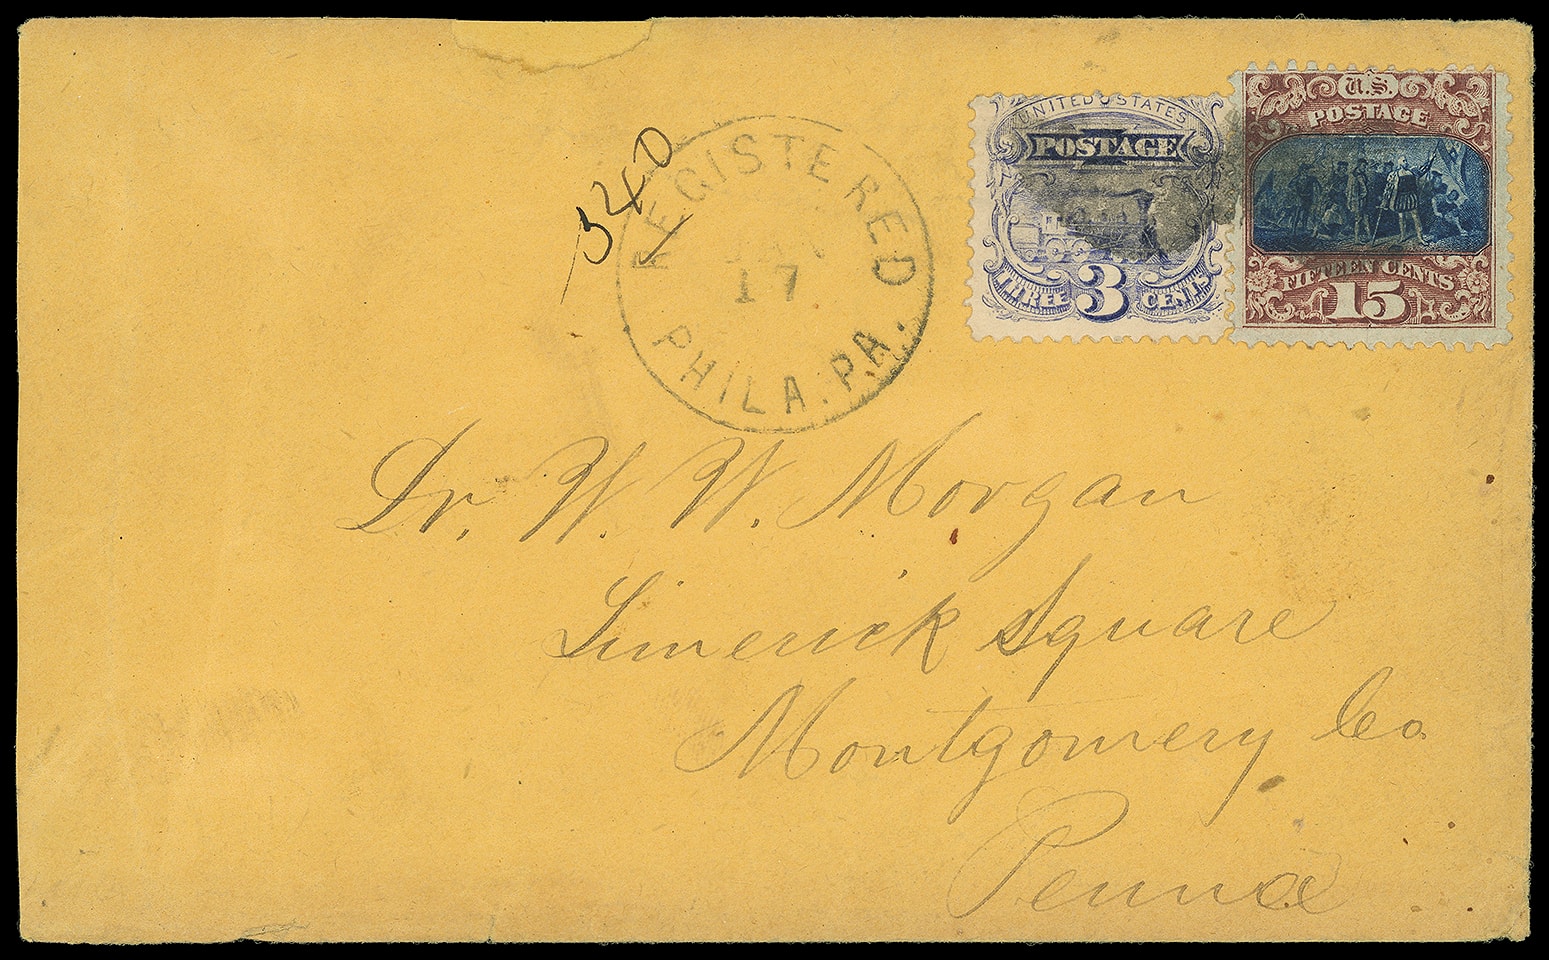 340
REGISTERED
17
PHILA. PA.
UNITED STATES
POSTAGE
THREE 3 CENTS
U.S.
POSTAGE
FIFTEEN CENTS
15
Dr. W. W. Morgan
Limerick Square
Montgomery Co.
Penna